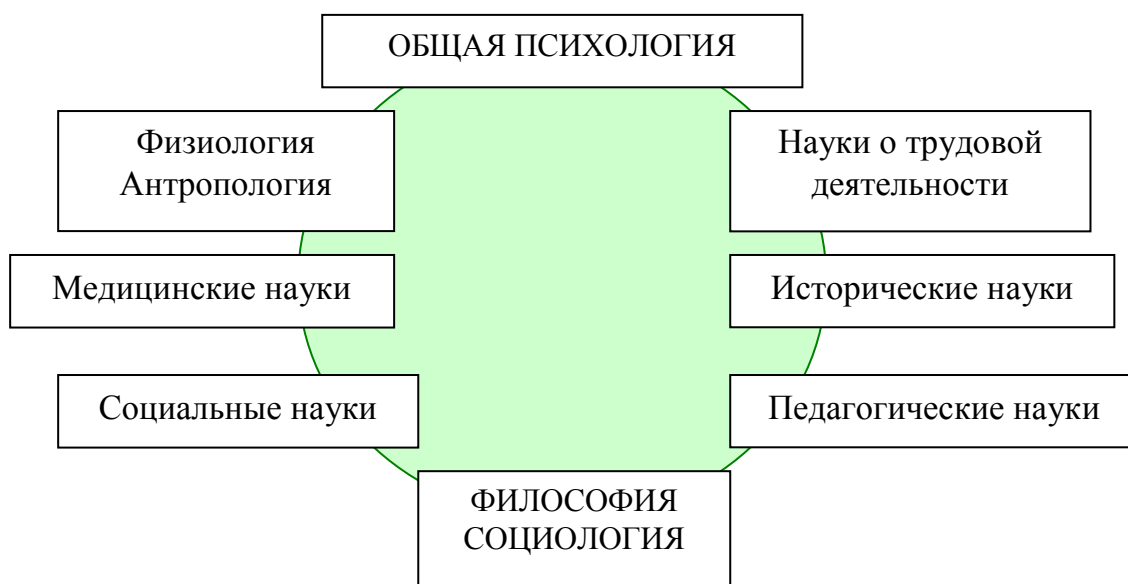 ОБЩАЯ ПСИХОЛОГИЯ
Физиология
Антропология
Науки о трудовой
деятельности
Медицинские науки
Исторические науки
Социальные науки
Педагогические науки
ФИЛОСОФИЯ
СОЦИОЛОГИЯ